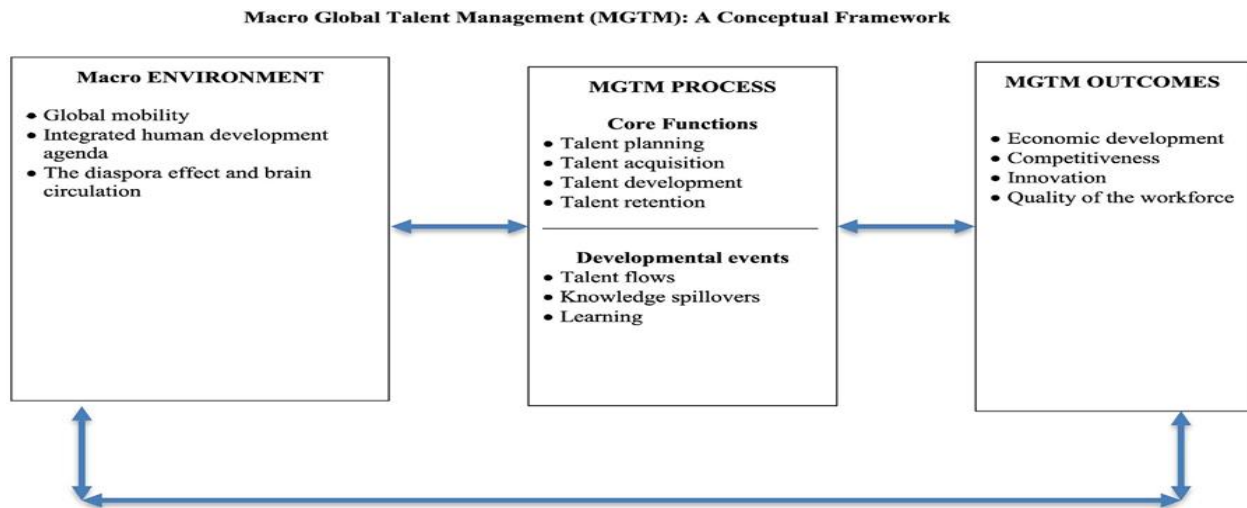 Macro Global Talent Management (MGTM): A Conceptual Framework
Macro ENVIRONMENT
● Global mobility
● Integrated human development
agenda
● The diaspora effect and brain
circulation
MGTM PROCESS
Core Functions
● Talent planning
● Talent acquisition
● Talent development
● Talent retention
Developmental events
● Talent flows
● Knowledge spillovers
● Learning
MGTM OUTCOMES
● Economic development
● Competitiveness
● Innovation
● Quality of the workforce